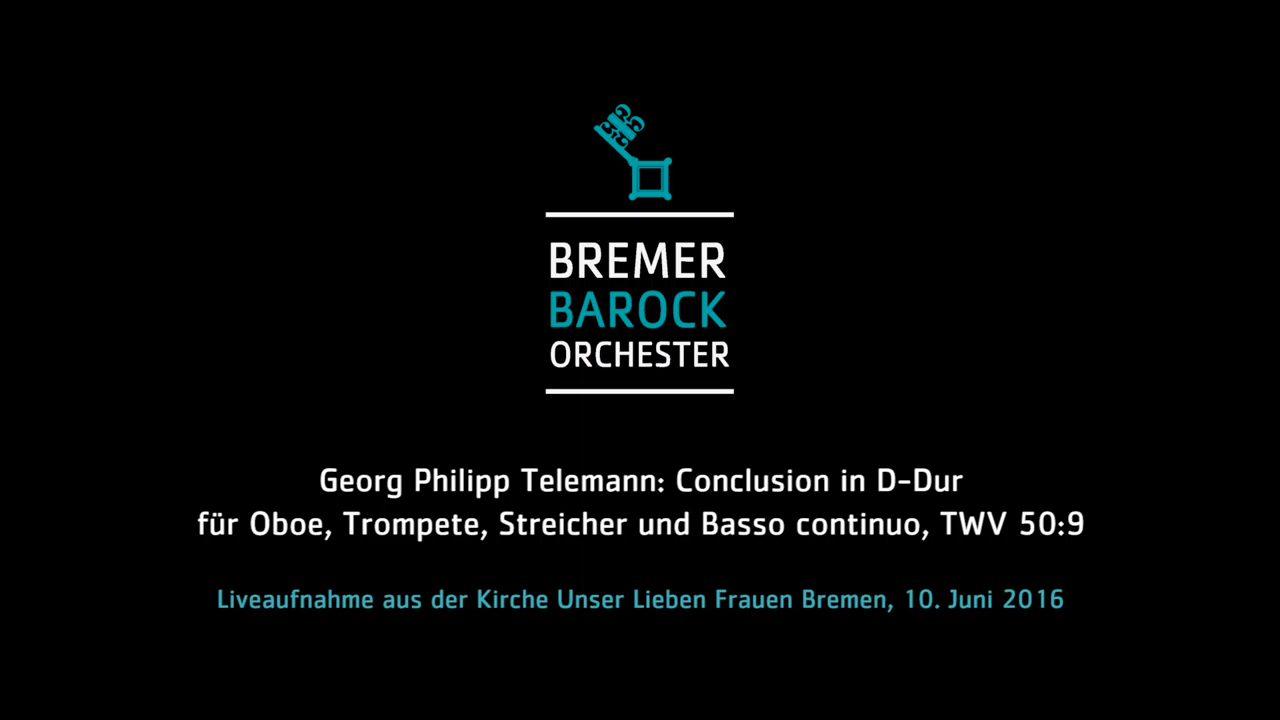 BREMER
BAROCK
ORCHESTER
Georg Philipp Telemann: Conclusion in D-Dur
für Oboe, Trompete, Streicher und Basso continuo, TWV 50:9
Liveaufnahme aus der Kirche Unser Lieben Frauen Bremen, 10. Juni 2016